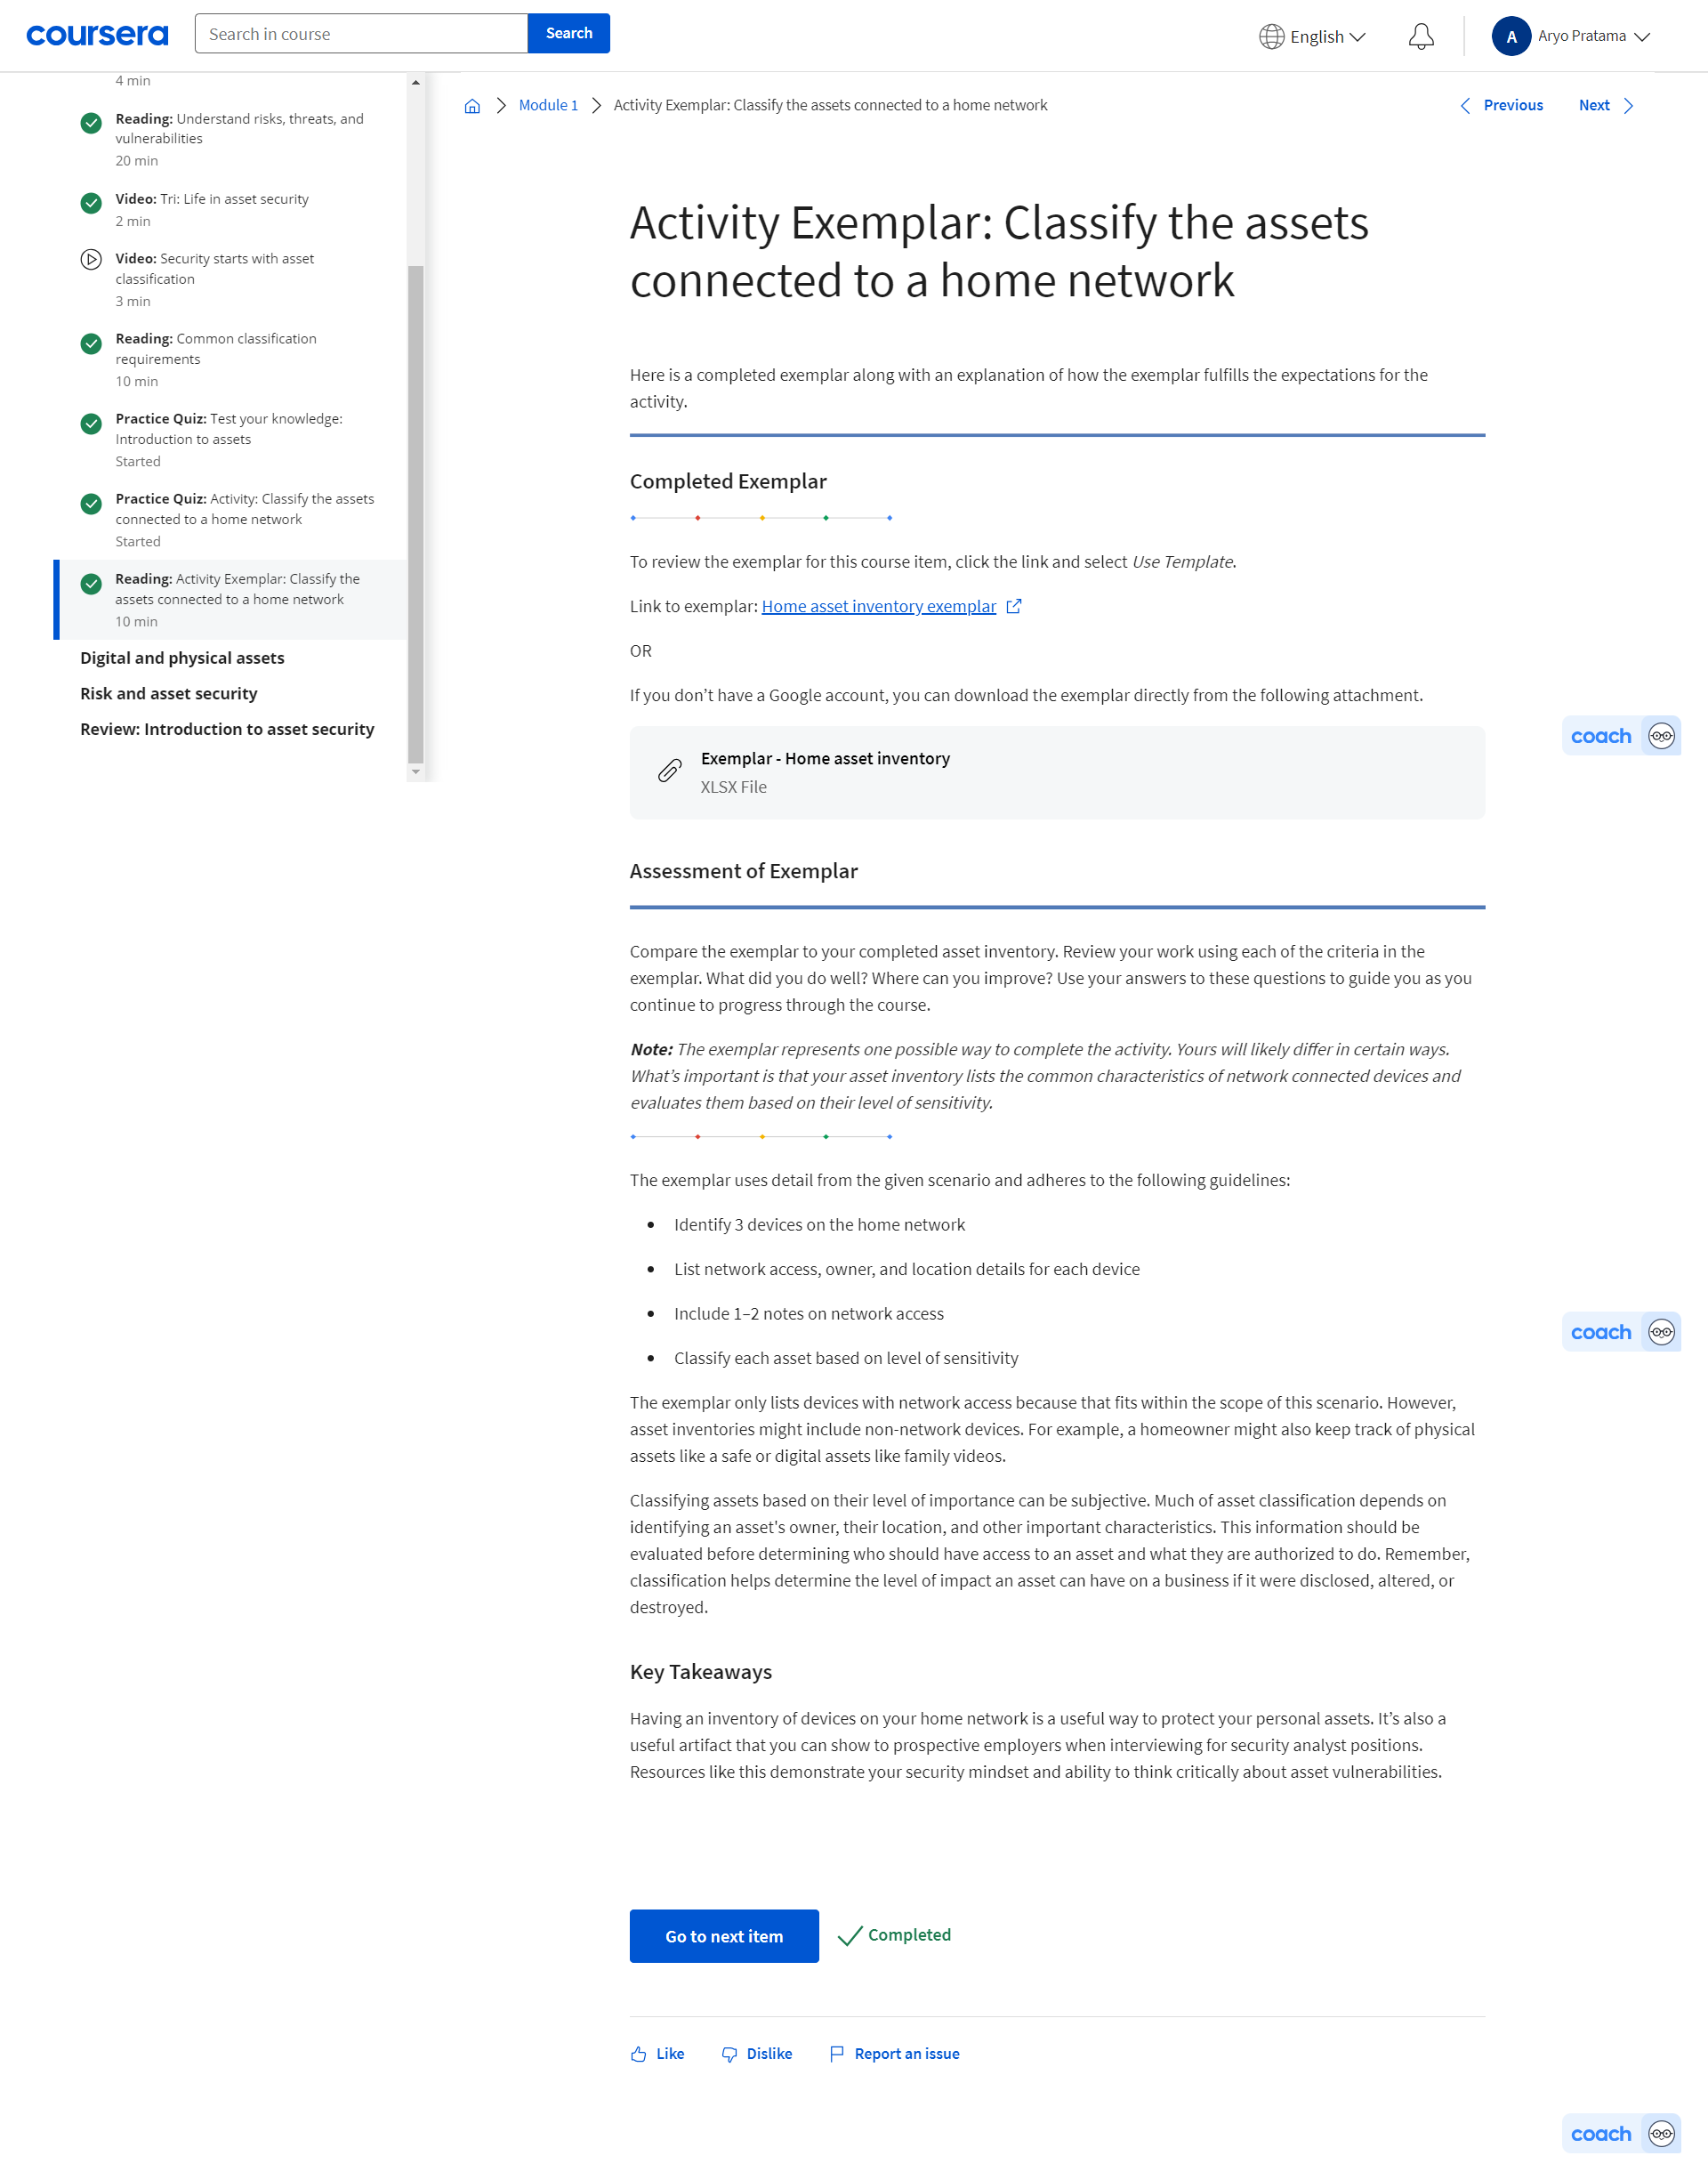 coursera
Search in course
Search
English
A
Aryo Pratama
4 min
Reading: Understand risks, threats, and
vulnerabilities
20 min
Video: Tri: Life in asset security
2 min
Video: Security starts with asset
classification
3 min
Reading: Common classification
requirements
10 min
Practice Quiz: Test your knowledge:
Introduction to assets
Started
Practice Quiz: Activity: Classify the assets
connected to a home network
Started
Reading: Activity Exemplar: Classify the
assets connected to a home network
10 min
Digital and physical assets
Risk and asset security
Review: Introduction to asset security
Module 1
Activity Exemplar: Classify the assets connected to a home network
Previous
Next
Activity Exemplar: Classify the assets
connected to a home network
Here is a completed exemplar along with an explanation of how the exemplar fulfills the expectations for the
activity.
Completed Exemplar
To review the exemplar for this course item, click the link and select Use Template.
Link to exemplar: Home asset inventory exemplar
OR
If you don’t have a Google account, you can download the exemplar directly from the following attachment.
coach
Exemplar - Home asset inventory
XLSX File
Assessment of Exemplar
Compare the exemplar to your completed asset inventory. Review your work using each of the criteria in the
exemplar. What did you do well? Where can you improve? Use your answers to these questions to guide you as you
continue to progress through the course.
Note: The exemplar represents one possible way to complete the activity. Yours will likely differ in certain ways.
What’s important is that your asset inventory lists the common characteristics of network connected devices and
evaluates them based on their level of sensitivity.
The exemplar uses detail from the given scenario and adheres to the following guidelines:
• Identify 3 devices on the home network
• List network access, owner, and location details for each device
• Include 1–2 notes on network access
coach
• Classify each asset based on level of sensitivity
The exemplar only lists devices with network access because that fits within the scope of this scenario. However,
asset inventories might include non-network devices. For example, a homeowner might also keep track of physical
assets like a safe or digital assets like family videos.
Classifying assets based on their level of importance can be subjective. Much of asset classification depends on
identifying an asset's owner, their location, and other important characteristics. This information should be
evaluated before determining who should have access to an asset and what they are authorized to do. Remember,
classification helps determine the level of impact an asset can have on a business if it were disclosed, altered, or
destroyed.
Key Takeaways
Having an inventory of devices on your home network is a useful way to protect your personal assets. It’s also a
useful artifact that you can show to prospective employers when interviewing for security analyst positions.
Resources like this demonstrate your security mindset and ability to think critically about asset vulnerabilities.
Go to next item
Completed
Like
Dislike
Report an issue
coach